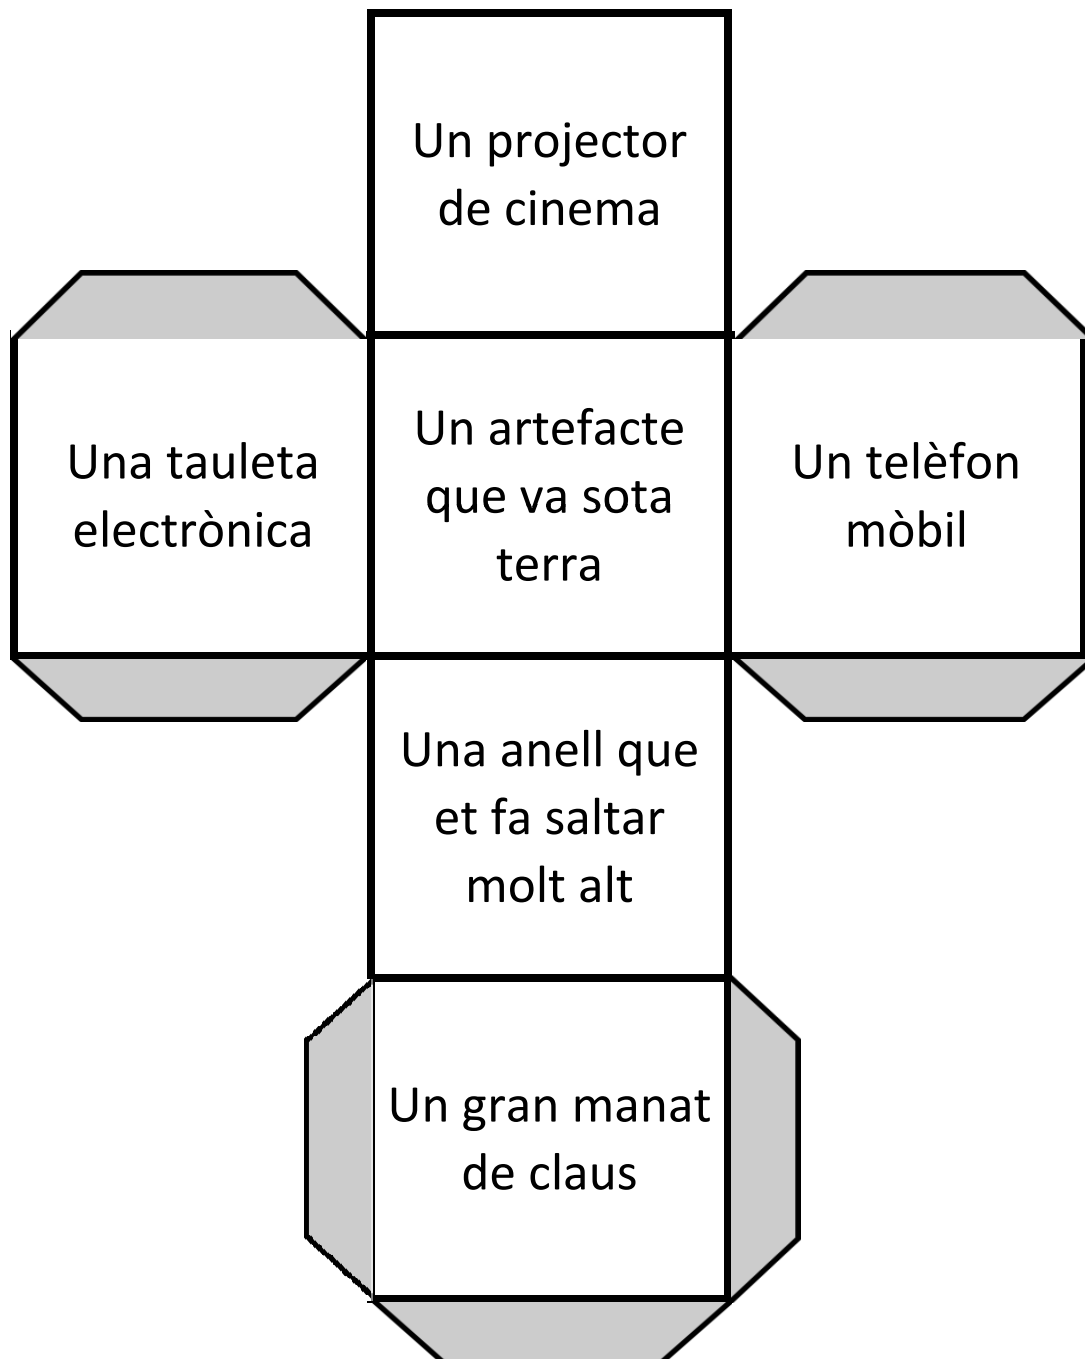 Un projector
de cinema
Una tauleta
electrònica
Un artefacte
que va sota
terra
Un telèfon
mòbil
Una anell que
et fa saltar
molt alt
Un gran manat
de claus